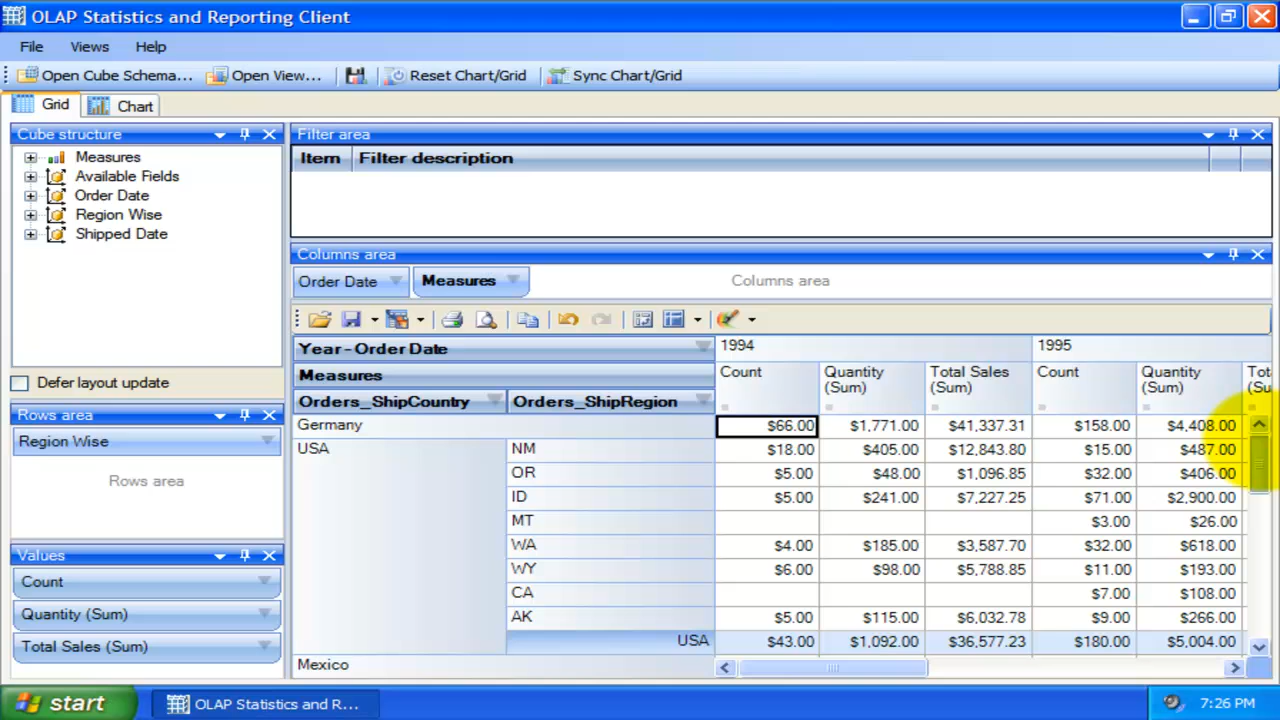 OLAP Statistics and Reporting Client
File Views Help
Open Cube Schema... Open View... Reset Chart/Grid Sync Chart/Grid
Grid Chart
Cube structure
Measures
Available Fields
Order Date
Region Wise
Shipped Date
Defer layout update
Rows area
Region Wise
Rows area
Values
Count
Quantity (Sum)
Total Sales (Sum)
Filter area
Item Filter description
Columns area
Order Date Measures Columns area
Year - Order Date 1994 1995
Measures Count Quantity (Sum) Total Sales (Sum) Count Quantity (Sum)
Orders_ShipCountry Orders_ShipRegion
Germany $66.00 $1,771.00 $41,337.31 $158.00 $4,408.00
USA NM $18.00 $405.00 $12,843.80 $15.00 $487.00
OR $5.00 $48.00 $1,096.85 $32.00 $406.00
ID $5.00 $241.00 $7,227.25 $71.00 $2,900.00
MT $3.00 $26.00
WA $4.00 $185.00 $3,587.70 $32.00 $618.00
WY $6.00 $98.00 $5,788.85 $11.00 $193.00
CA $7.00 $108.00
AK $5.00 $115.00 $6,032.78 $9.00 $266.00
USA $43.00 $1,092.00 $36,577.23 $180.00 $5,004.00
Mexico
start OLAP Statistics and R... 7:26 PM